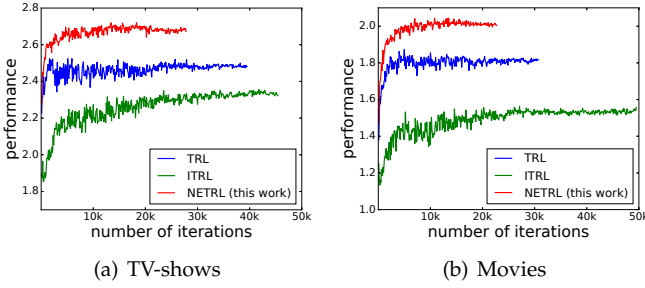 performance
2.8
2.6
2.4
2.2
2.0
1.8
TRL
ITRL
NETRL (this work)
10k 20k 30k 40k 50k
number of iterations
(a) TV-shows
performance
2.0
1.8
1.6
1.4
1.2
1.0
TRL
ITRL
NETRL (this work)
10k 20k 30k 40k 50k
number of iterations
(b) Movies